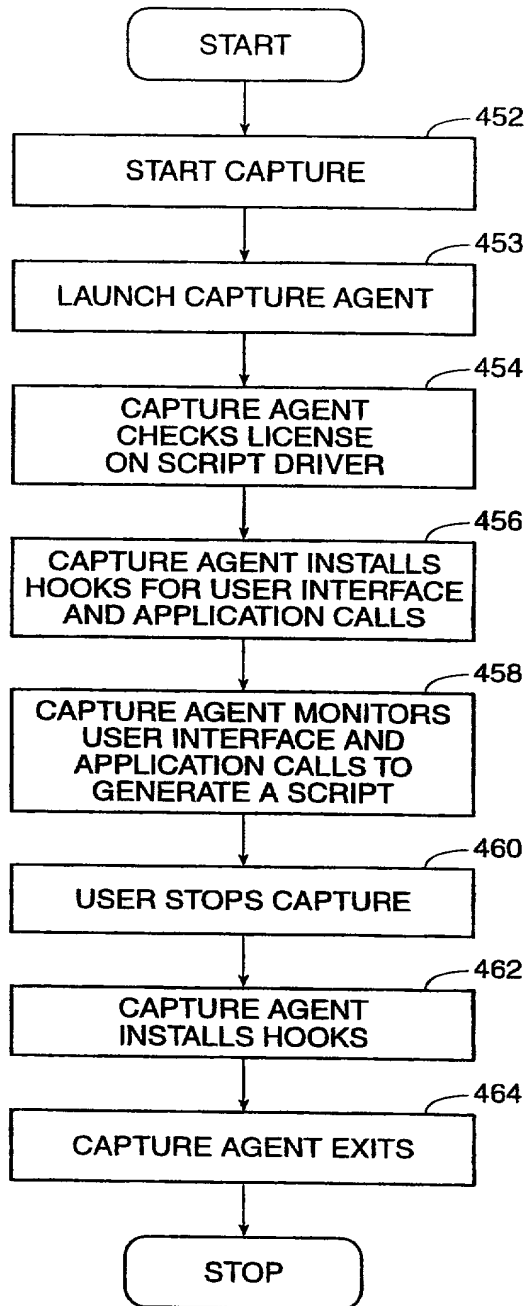 START
452
START CAPTURE
453
LAUNCH CAPTURE AGENT
454
CAPTURE AGENT
CHECKS LICENSE
ON SCRIPT DRIVER
456
CAPTURE AGENT INSTALLS
HOOKS FOR USER INTERFACE
AND APPLICATION CALLS
458
CAPTURE AGENT MONITORS
USER INTERFACE AND
APPLICATION CALLS TO
GENERATE A SCRIPT
460
USER STOPS CAPTURE
462
CAPTURE AGENT
INSTALLS HOOKS
464
CAPTURE AGENT EXITS
STOP